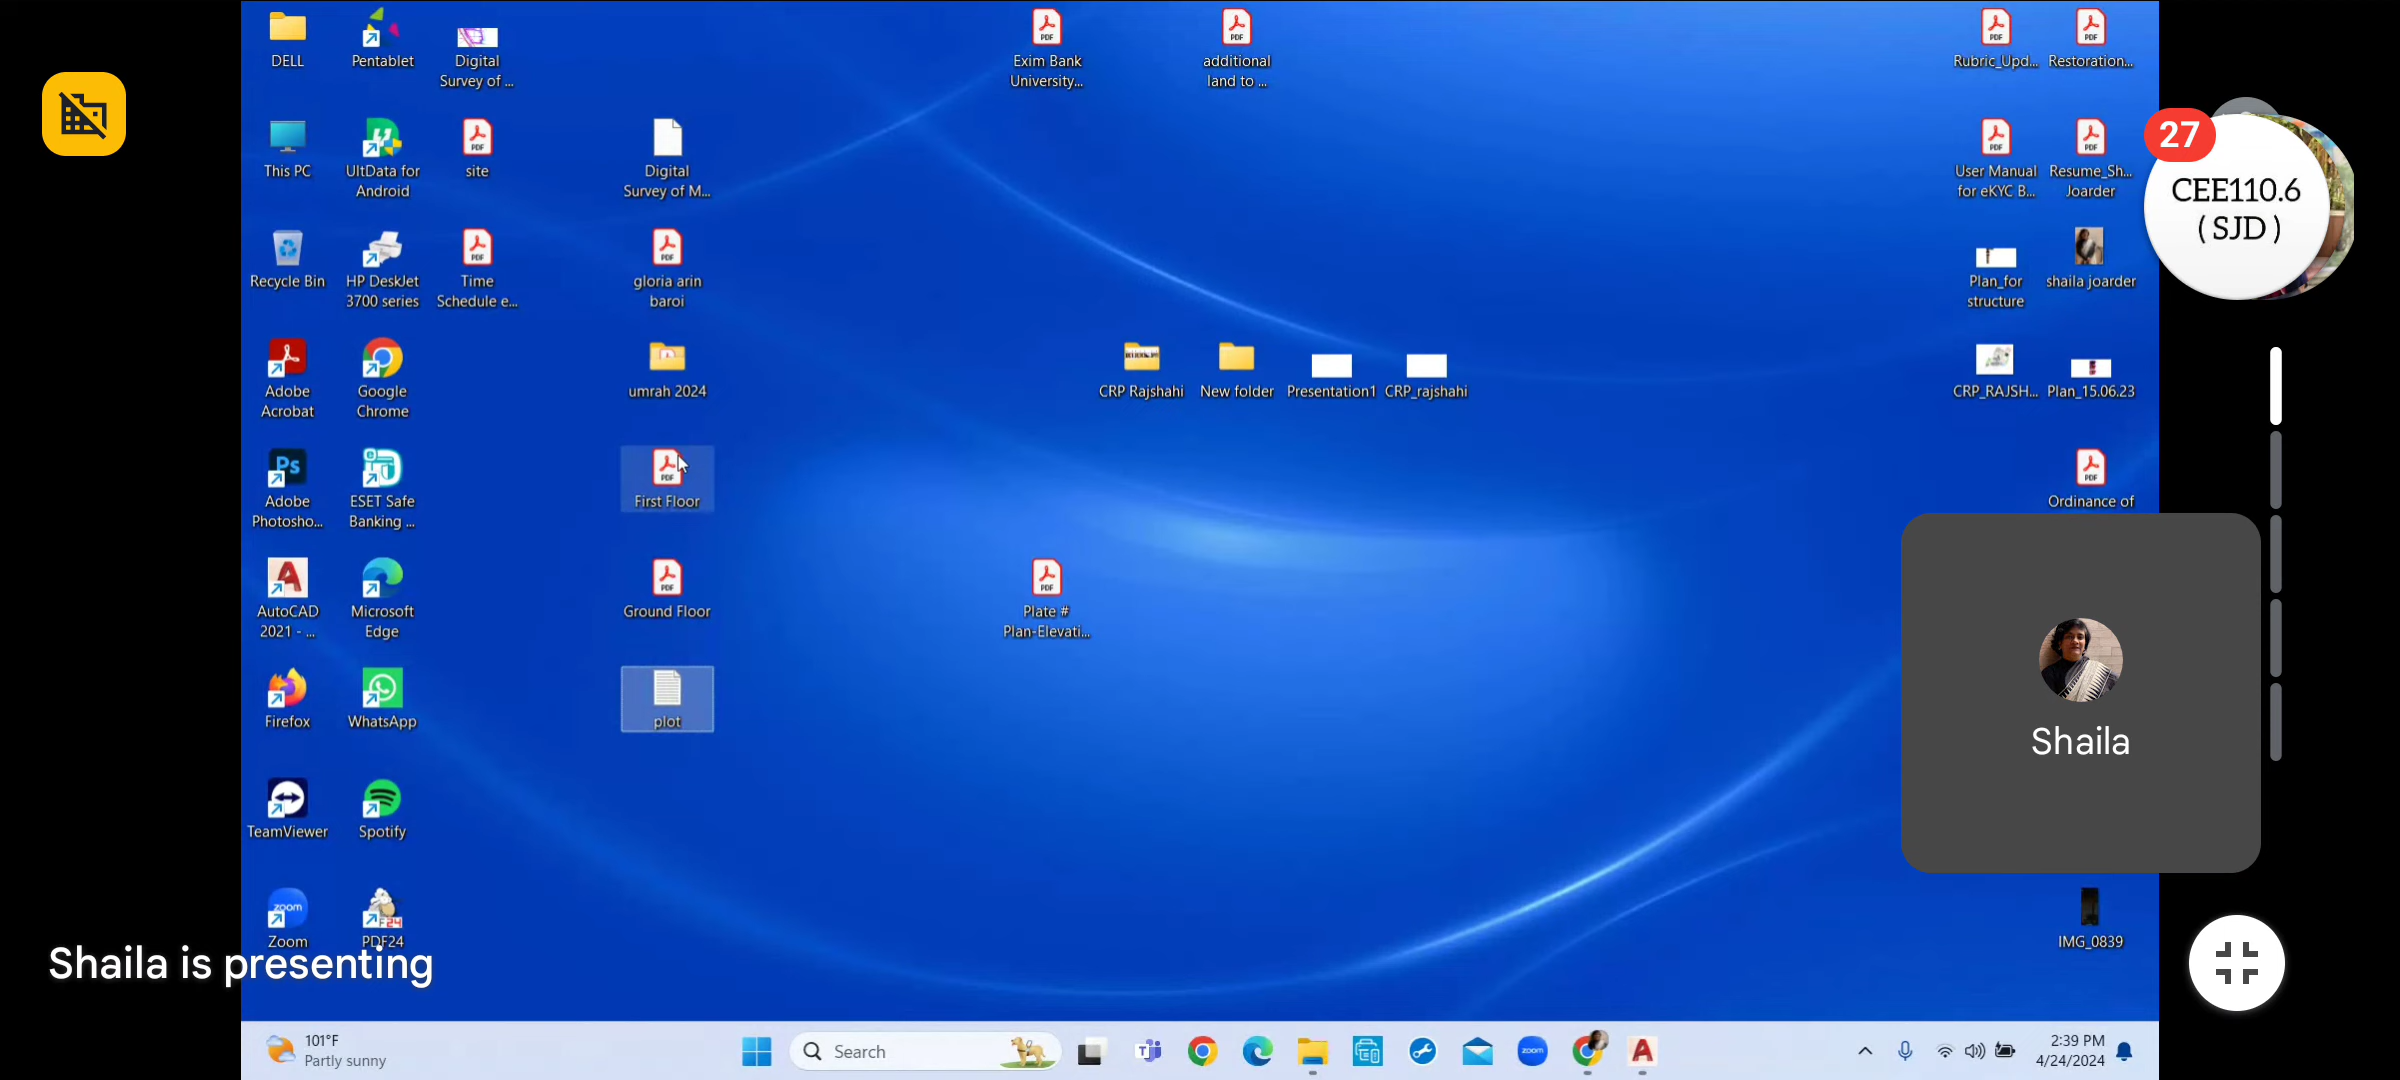 DELL
Pentablet
Digital
Survey of ...
Exim Bank
University...
additional
land to ...
Rubric_Upd...
Restoration...
This PC
UltData for
Android
site
Digital
Survey of M...
User Manual
for eKYC B...
Resume_Sh...
Joarder
27
CEE110.6
( SJD )
Recycle Bin
HP DeskJet
3700 series
Time
Schedule e...
gloria arin
baroi
Plan_for
structure
shaila joarder
Adobe
Acrobat
Google
Chrome
umrah 2024
CRP Rajshahi
New folder
Presentation1
CRP_rajshahi
CRP_RAJSH...
Plan_15.06.23
Adobe
Photosho...
ESET Safe
Banking ...
First Floor
Ordinance of
AutoCAD
2021 - ...
Microsoft
Edge
Ground Floor
Plate #
Plan-Elevati...
Firefox
WhatsApp
plot
Shaila
TeamViewer
Spotify
Zoom
PDF24
IMG_0839
Shaila is presenting
101°F
Partly sunny
Search
2:39 PM
4/24/2024